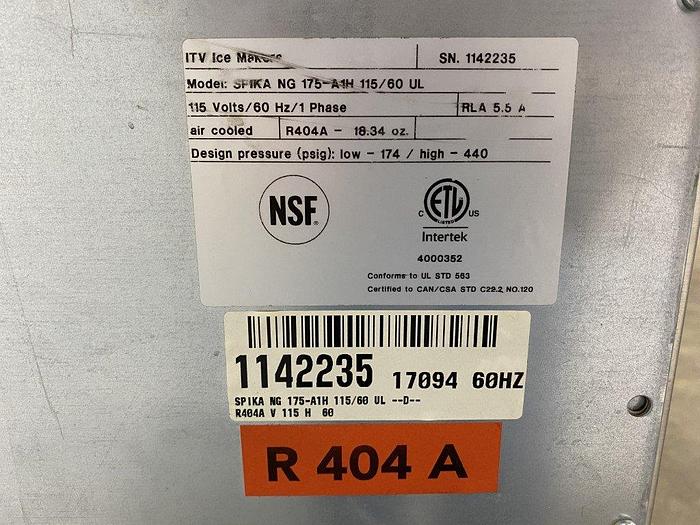 ITV Ice Makers SN. 1142235
Model: SPIKA NG 175-A1H 115/60 UL
115 Volts/60 Hz/1 Phase RLA 5.5 A
air cooled R404A - 18.34 oz.
Design pressure (psig): low - 174 / high - 440
NSF®
C ETL US
LISTED
Intertek
4000352
Conforms to UL STD 563
Certified to CAN/CSA STD C22.2, NO.120
1142235 17094 60HZ
SPIKA NG 175-A1H 115/60 UL --D--
R404A V 115 H 60
R 404 A